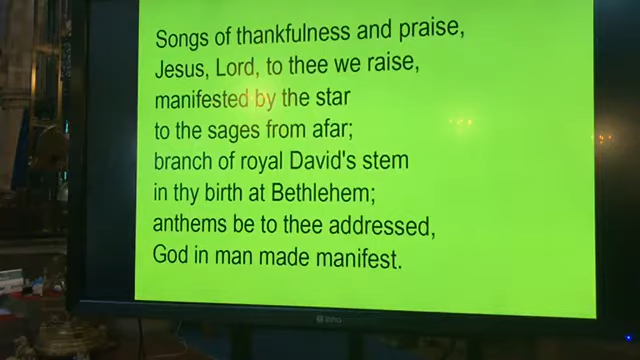 Songs of thankfulness and praise,
Jesus, Lord, to thee we raise,
manifested by the star
to the sages from afar;
branch of royal David's stem
in thy birth at Bethlehem;
anthems be to thee addressed,
God in man made manifest.